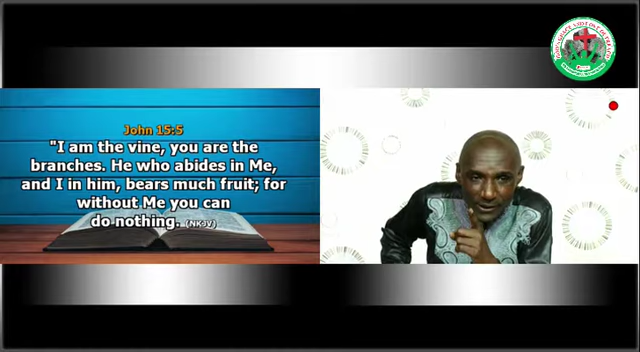 John 15:5
"I am the vine, you are the
branches. He who abides in Me,
and I in him, bears much fruit; for
without Me you can
do nothing. (NKJV)